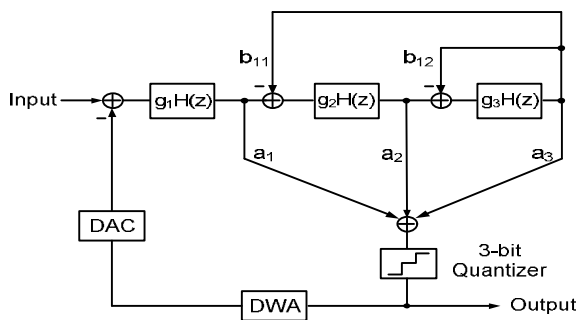 b₁₁
b₁₂
Input
g₁H(z)
g₂H(z)
g₃H(z)
a₁
a₂
a₃
DAC
3-bit
Quantizer
DWA
Output